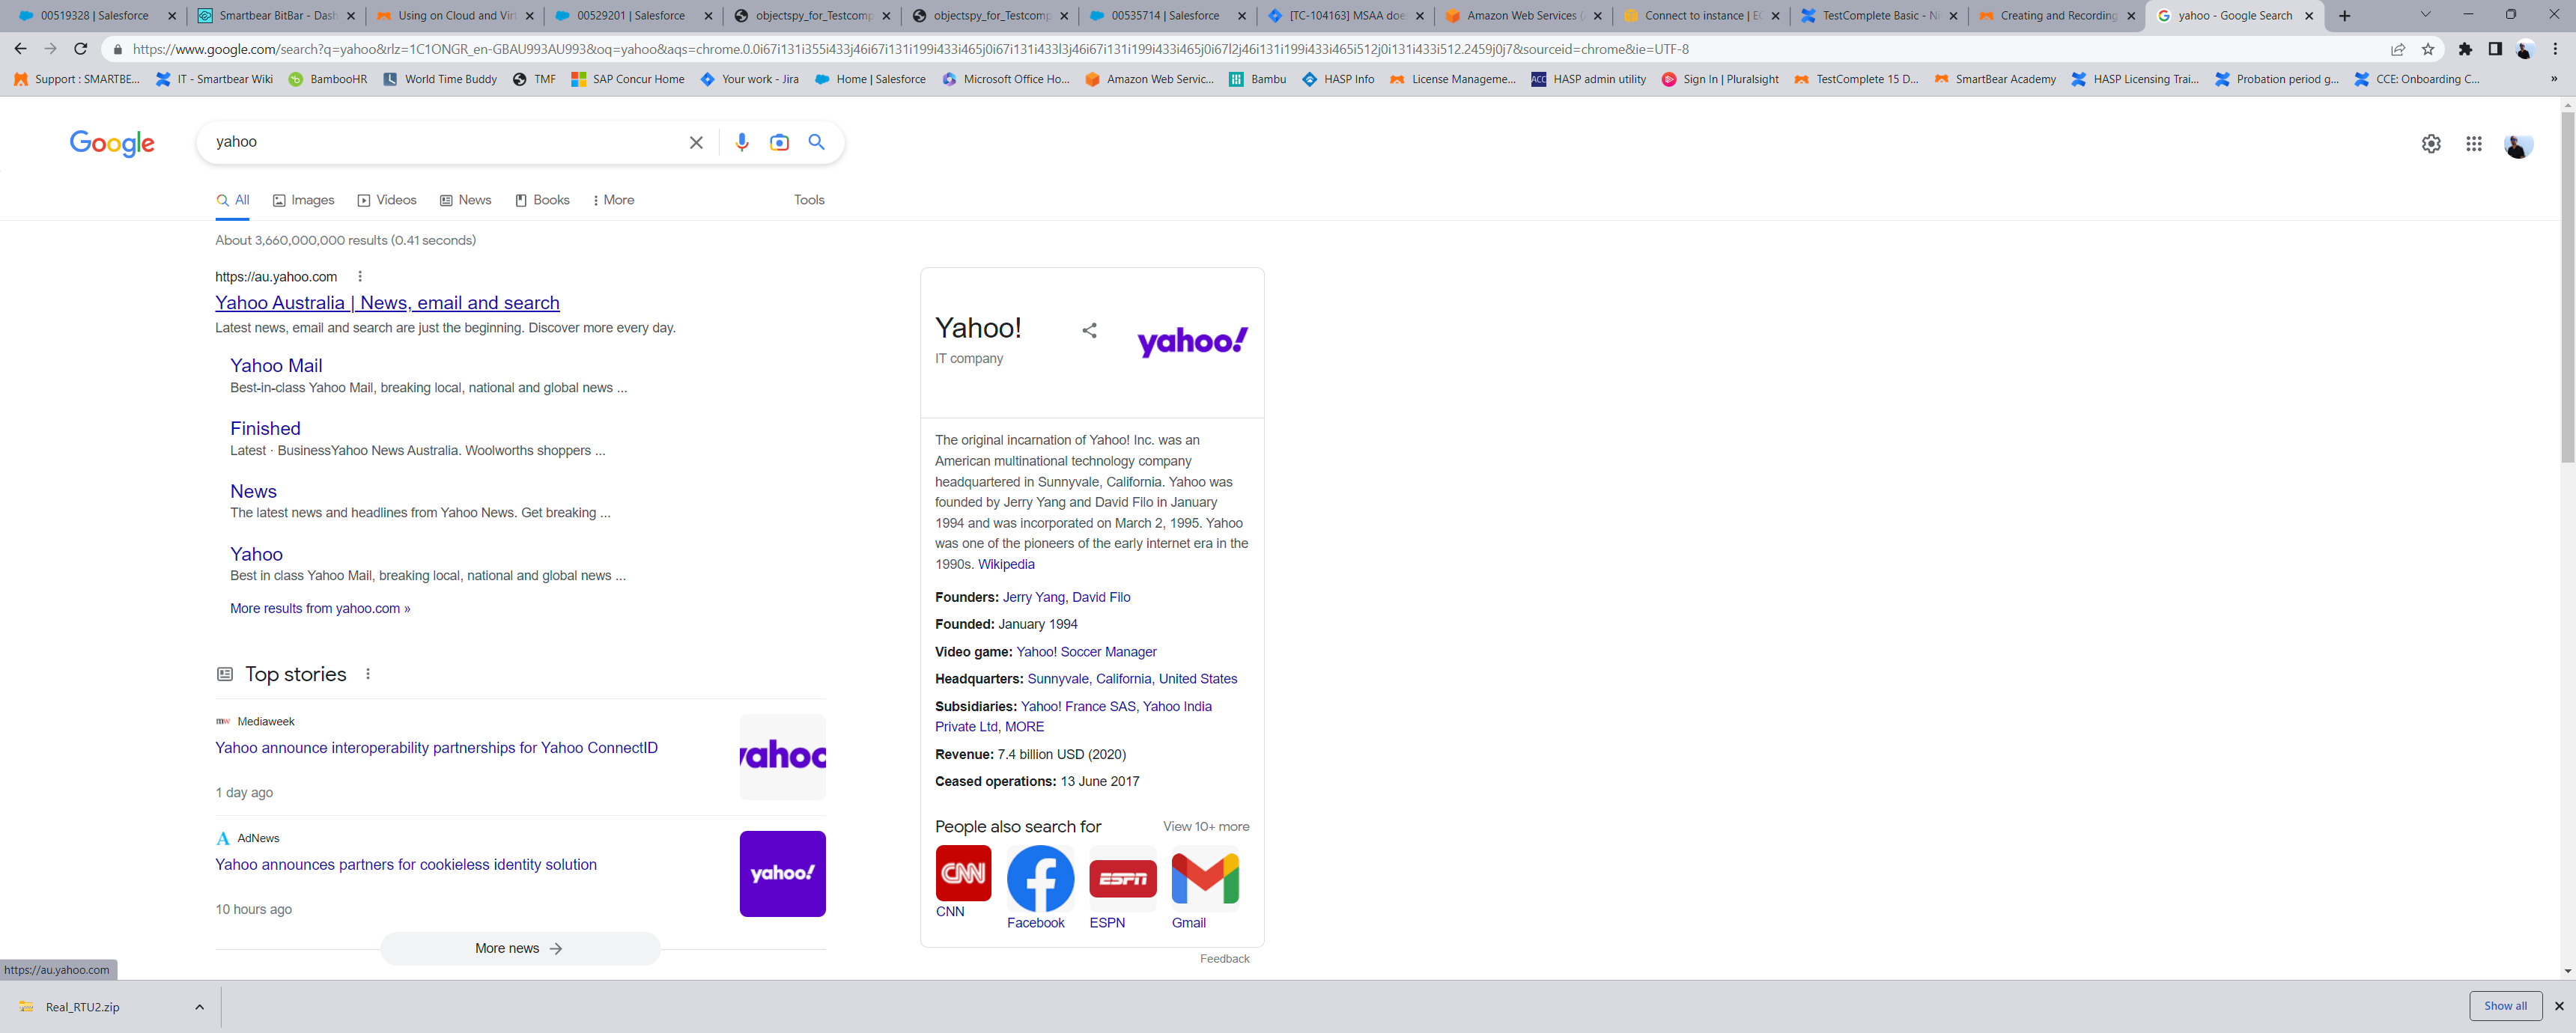 00519328 | Salesforce
Smartbear BitBar - Dash
Using on Cloud and Virt
00529201 | Salesforce
objectspy_for_Testcomp
objectspy_for_Testcomp
00535714 | Salesforce
[TC-104163] MSAA doe
Amazon Web Services (
Connect to instance | EC
TestComplete Basic - Ni
Creating and Recording
yahoo - Google Search
https://www.google.com/search?q=yahoo&rlz=1C1ONGR_en-GBAU993AU993&oq=yahoo&aqs=chrome.0.0i67i131i355i433j46i67i131i199i433i465j0i67i131i433l3j46i67i131i199i433i465j0i67l2j46i131i199i433i465i512j0i131i433i512.2459j0j7&sourceid=chrome&ie=UTF-8
Support : SMARTBE...
IT - Smartbear Wiki
BambooHR
World Time Buddy
TMF
SAP Concur Home
Your work - Jira
Home | Salesforce
Microsoft Office Ho...
Amazon Web Servic...
Bambu
HASP Info
License Manageme...
ACC
HASP admin utility
Sign In | Pluralsight
TestComplete 15 D...
SmartBear Academy
HASP Licensing Trai...
Probation period g...
CCE: Onboarding C...
»
Google
yahoo
All
Images
Videos
News
Books
More
Tools
About 3,660,000,000 results (0.41 seconds)
https://au.yahoo.com
Yahoo Australia | News, email and search
Latest news, email and search are just the beginning. Discover more every day.
Yahoo Mail
Best-in-class Yahoo Mail, breaking local, national and global news ...
Finished
Latest · BusinessYahoo News Australia. Woolworths shoppers ...
News
The latest news and headlines from Yahoo News. Get breaking ...
Yahoo
Best in class Yahoo Mail, breaking local, national and global news ...
More results from yahoo.com »
Top stories
mw Mediaweek
Yahoo announce interoperability partnerships for Yahoo ConnectID
1 day ago
yahoo
A AdNews
Yahoo announces partners for cookieless identity solution
10 hours ago
yahoo!
More news
Yahoo!
IT company
yahoo!
The original incarnation of Yahoo! Inc. was an
American multinational technology company
headquartered in Sunnyvale, California. Yahoo was
founded by Jerry Yang and David Filo in January
1994 and was incorporated on March 2, 1995. Yahoo
was one of the pioneers of the early internet era in the
1990s. Wikipedia
Founders: Jerry Yang, David Filo
Founded: January 1994
Video game: Yahoo! Soccer Manager
Headquarters: Sunnyvale, California, United States
Subsidiaries: Yahoo! France SAS, Yahoo India
Private Ltd, MORE
Revenue: 7.4 billion USD (2020)
Ceased operations: 13 June 2017
People also search for
View 10+ more
CNN
ESPN
CNN
Facebook
ESPN
Gmail
Feedback
https://au.yahoo.com
Real_RTU2.zip
Show all